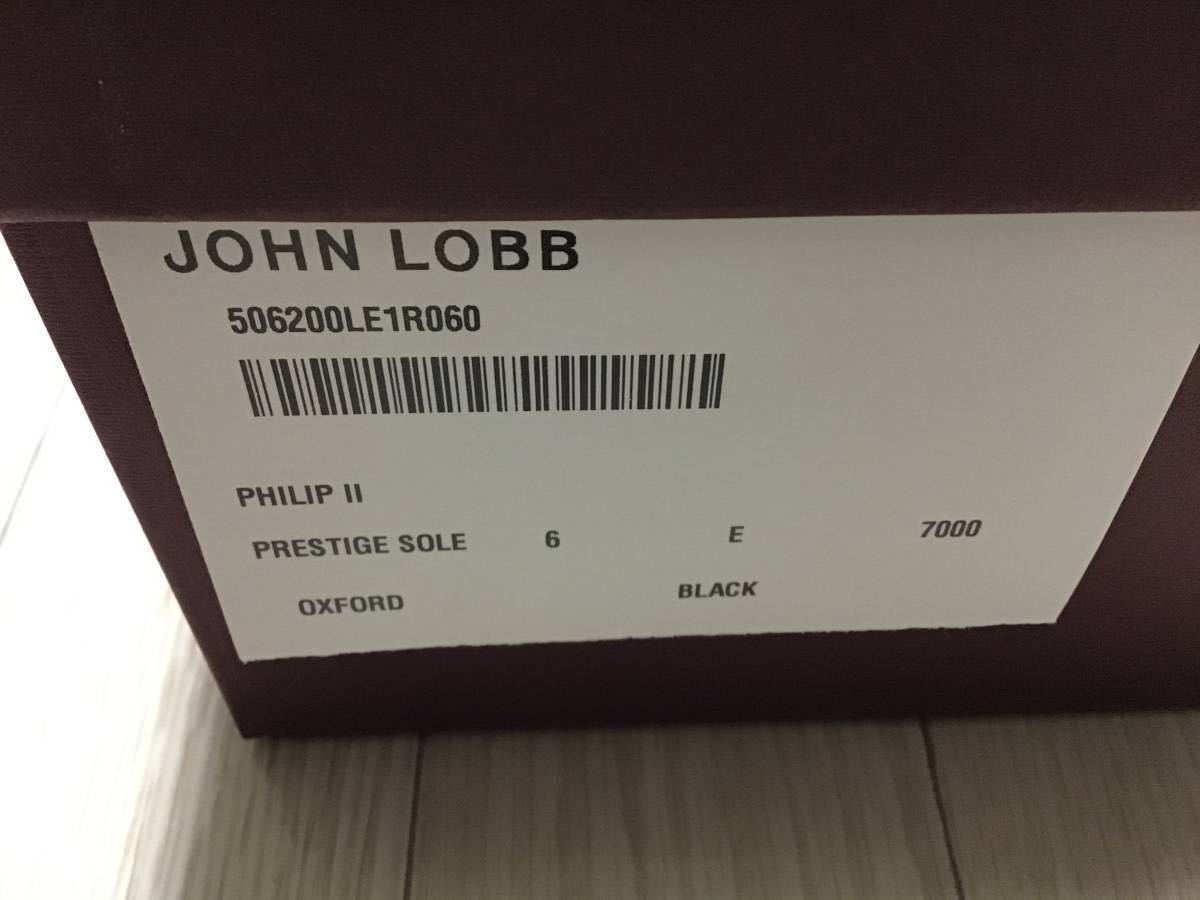 JOHN LOBB
506200LE1R060
PHILIP II
PRESTIGE SOLE 6 E 7000
OXFORD BLACK